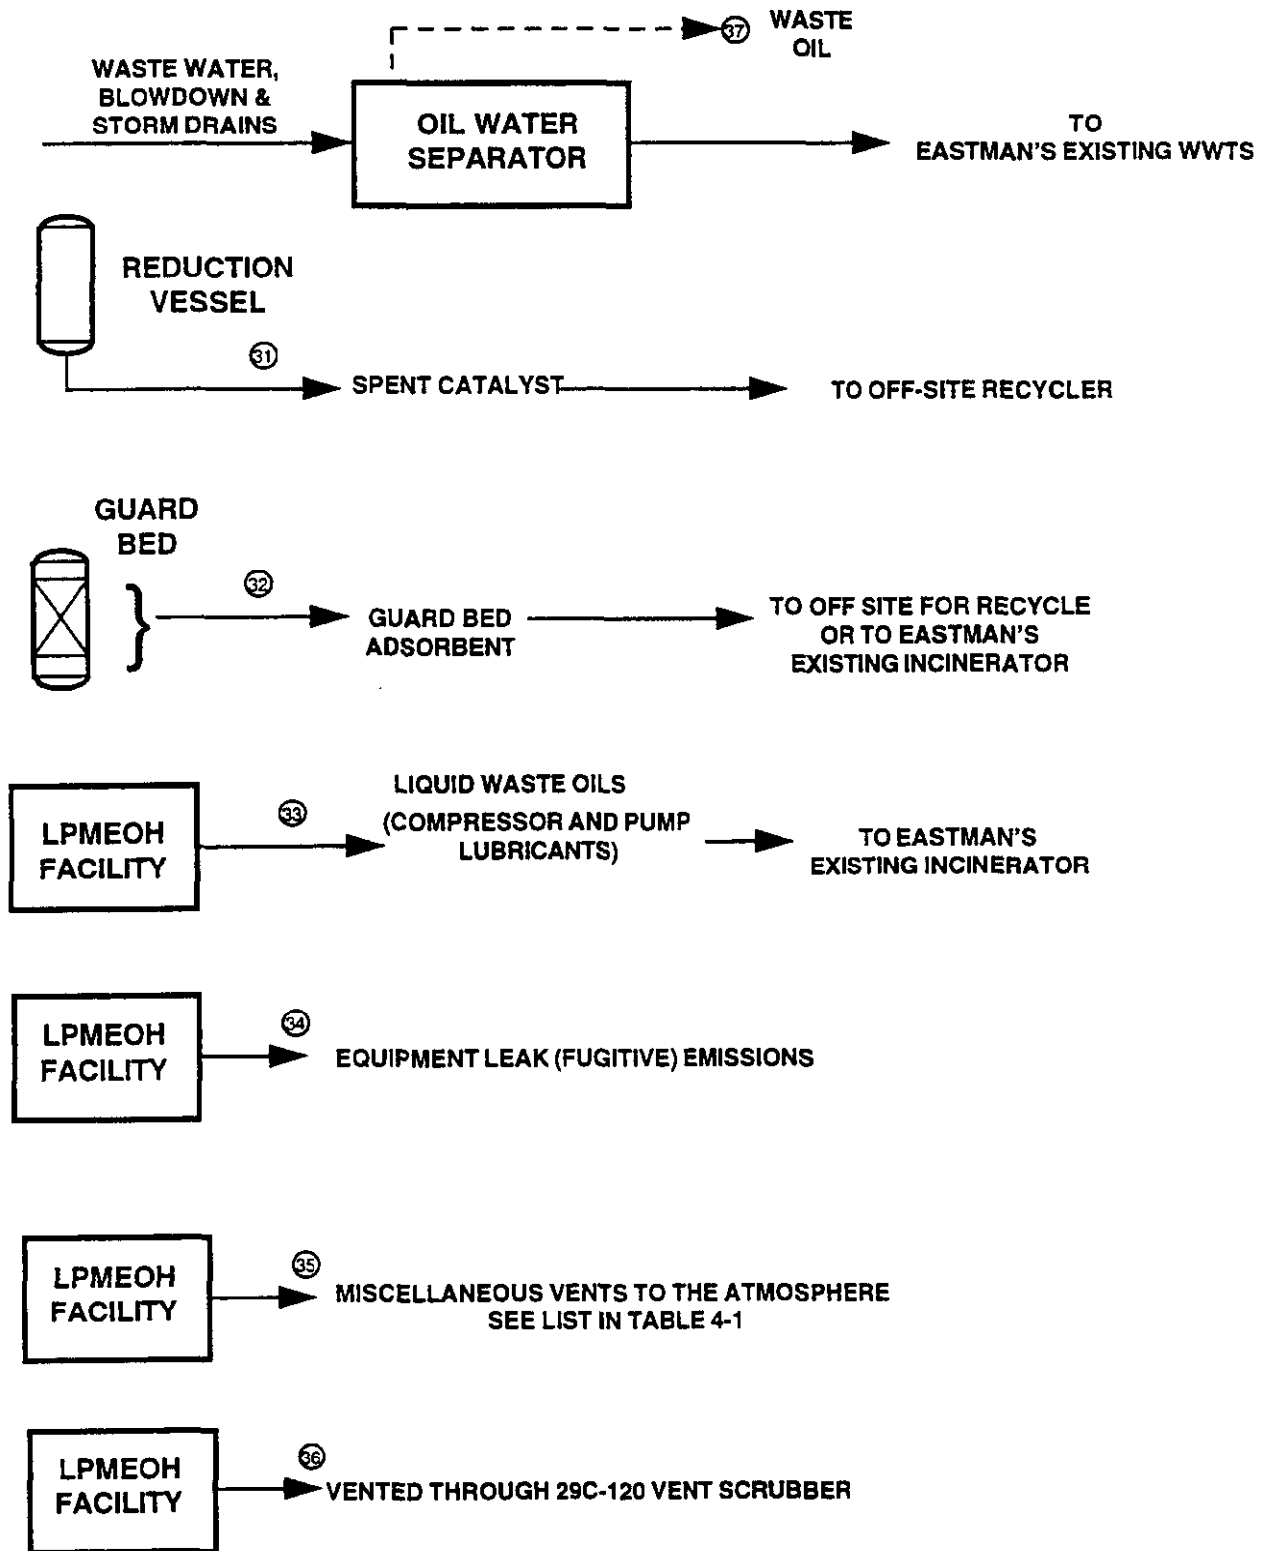 37
WASTE
OIL
WASTE WATER,
BLOWDOWN &
STORM DRAINS
OIL WATER
SEPARATOR
TO
EASTMAN'S EXISTING WWTS
REDUCTION
VESSEL
31
SPENT CATALYST
TO OFF-SITE RECYCLER
GUARD
BED
32
GUARD BED
ADSORBENT
TO OFF SITE FOR RECYCLE
OR TO EASTMAN'S
EXISTING INCINERATOR
LPMEOH
FACILITY
33
LIQUID WASTE OILS
(COMPRESSOR AND PUMP
LUBRICANTS)
TO EASTMAN'S
EXISTING INCINERATOR
LPMEOH
FACILITY
34
EQUIPMENT LEAK (FUGITIVE) EMISSIONS
LPMEOH
FACILITY
35
MISCELLANEOUS VENTS TO THE ATMOSPHERE
SEE LIST IN TABLE 4-1
LPMEOH
FACILITY
36
VENTED THROUGH 29C-120 VENT SCRUBBER